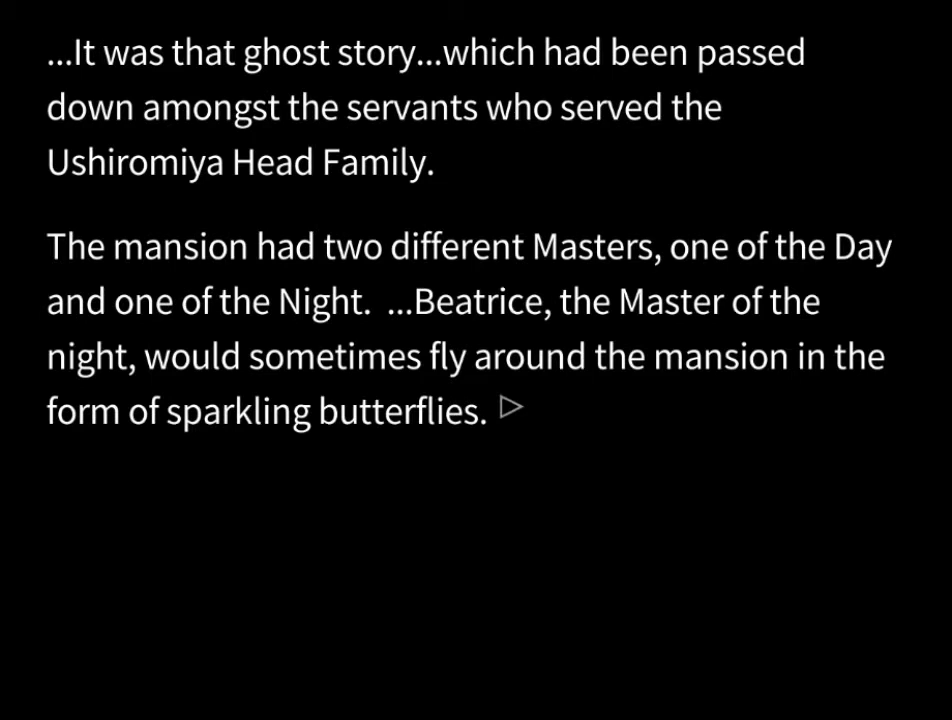 ...It was that ghost story...which had been passed
down amongst the servants who served the
Ushiromiya Head Family.
The mansion had two different Masters, one of the Day
and one of the Night.  ...Beatrice, the Master of the
night, would sometimes fly around the mansion in the
form of sparkling butterflies.